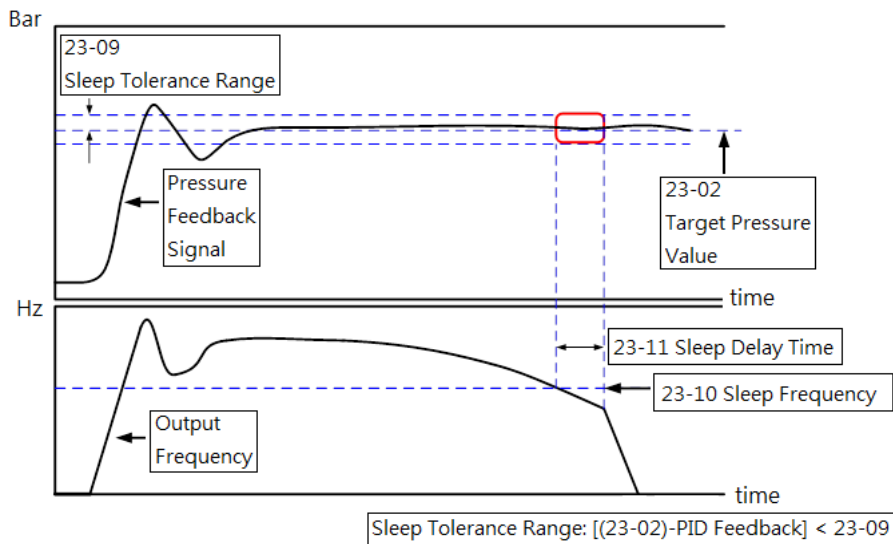 Bar
23-09
Sleep Tolerance Range
Pressure
Feedback
Signal
23-02
Target Pressure
Value
time
Hz
23-11 Sleep Delay Time
23-10 Sleep Frequency
Output
Frequency
time
Sleep Tolerance Range: [(23-02)-PID Feedback] < 23-09